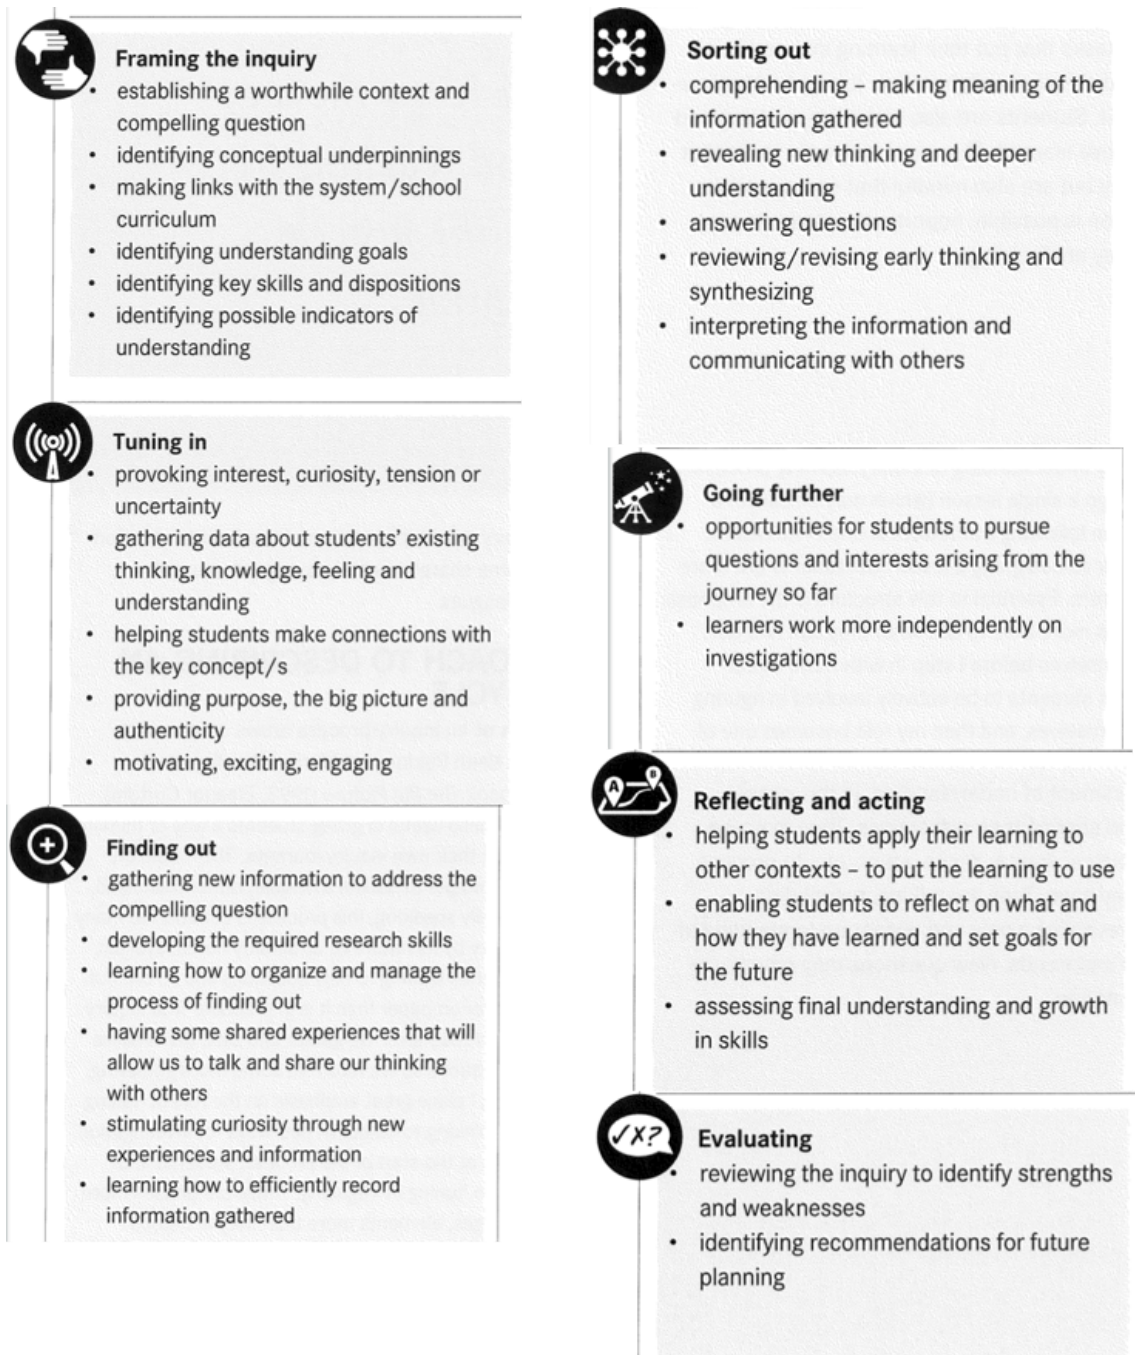 Framing the inquiry
• establishing a worthwhile context and
compelling question
• identifying conceptual underpinnings
• making links with the system/school
curriculum
• identifying understanding goals
• identifying key skills and dispositions
• identifying possible indicators of
understanding
Tuning in
• provoking interest, curiosity, tension or
uncertainty
• gathering data about students' existing
thinking, knowledge, feeling and
understanding
• helping students make connections with
the key concept/s
• providing purpose, the big picture and
authenticity
• motivating, exciting, engaging
Finding out
• gathering new information to address the
compelling question
• developing the required research skills
• learning how to organize and manage the
process of finding out
• having some shared experiences that will
allow us to talk and share our thinking
with others
• stimulating curiosity through new
experiences and information
• learning how to efficiently record
information gathered
Sorting out
• comprehending – making meaning of the
information gathered
• revealing new thinking and deeper
understanding
• answering questions
• reviewing/revising early thinking and
synthesizing
• interpreting the information and
communicating with others
Going further
• opportunities for students to pursue
questions and interests arising from the
journey so far
• learners work more independently on
investigations
A B
Reflecting and acting
• helping students apply their learning to
other contexts – to put the learning to use
• enabling students to reflect on what and
how they have learned and set goals for
the future
• assessing final understanding and growth
in skills
✓X?
Evaluating
• reviewing the inquiry to identify strengths
and weaknesses
• identifying recommendations for future
planning